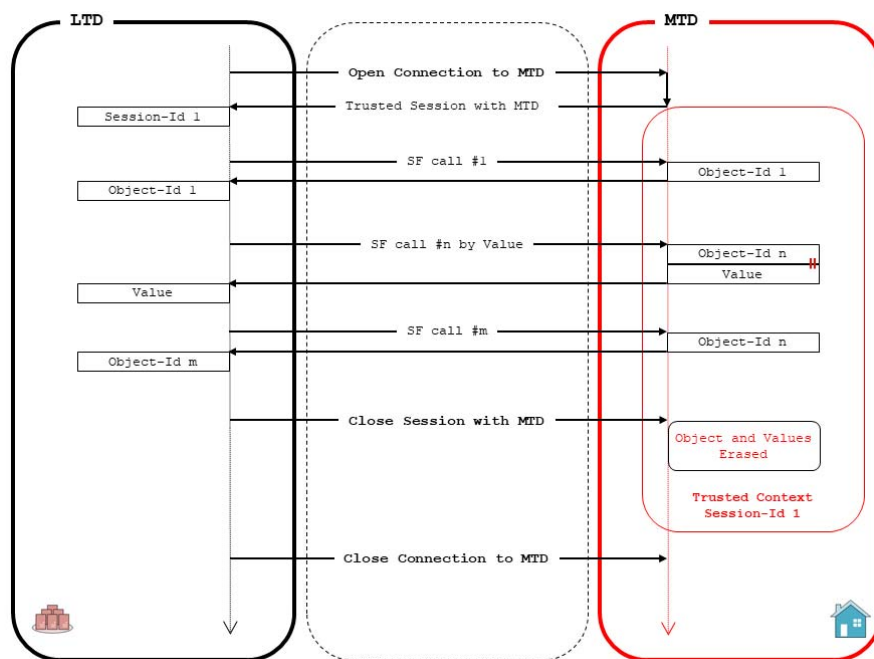 LTD
MTD
Open Connection to MTD
Trusted Session with MTD
Session-Id 1
SF call #1
Object-Id 1
Object-Id 1
SF call #n by Value
Object-Id n
Value
Value
SF call #m
Object-Id n
Object-Id m
Close Session with MTD
Object and Values
Erased
Trusted Context
Session-Id 1
Close Connection to MTD